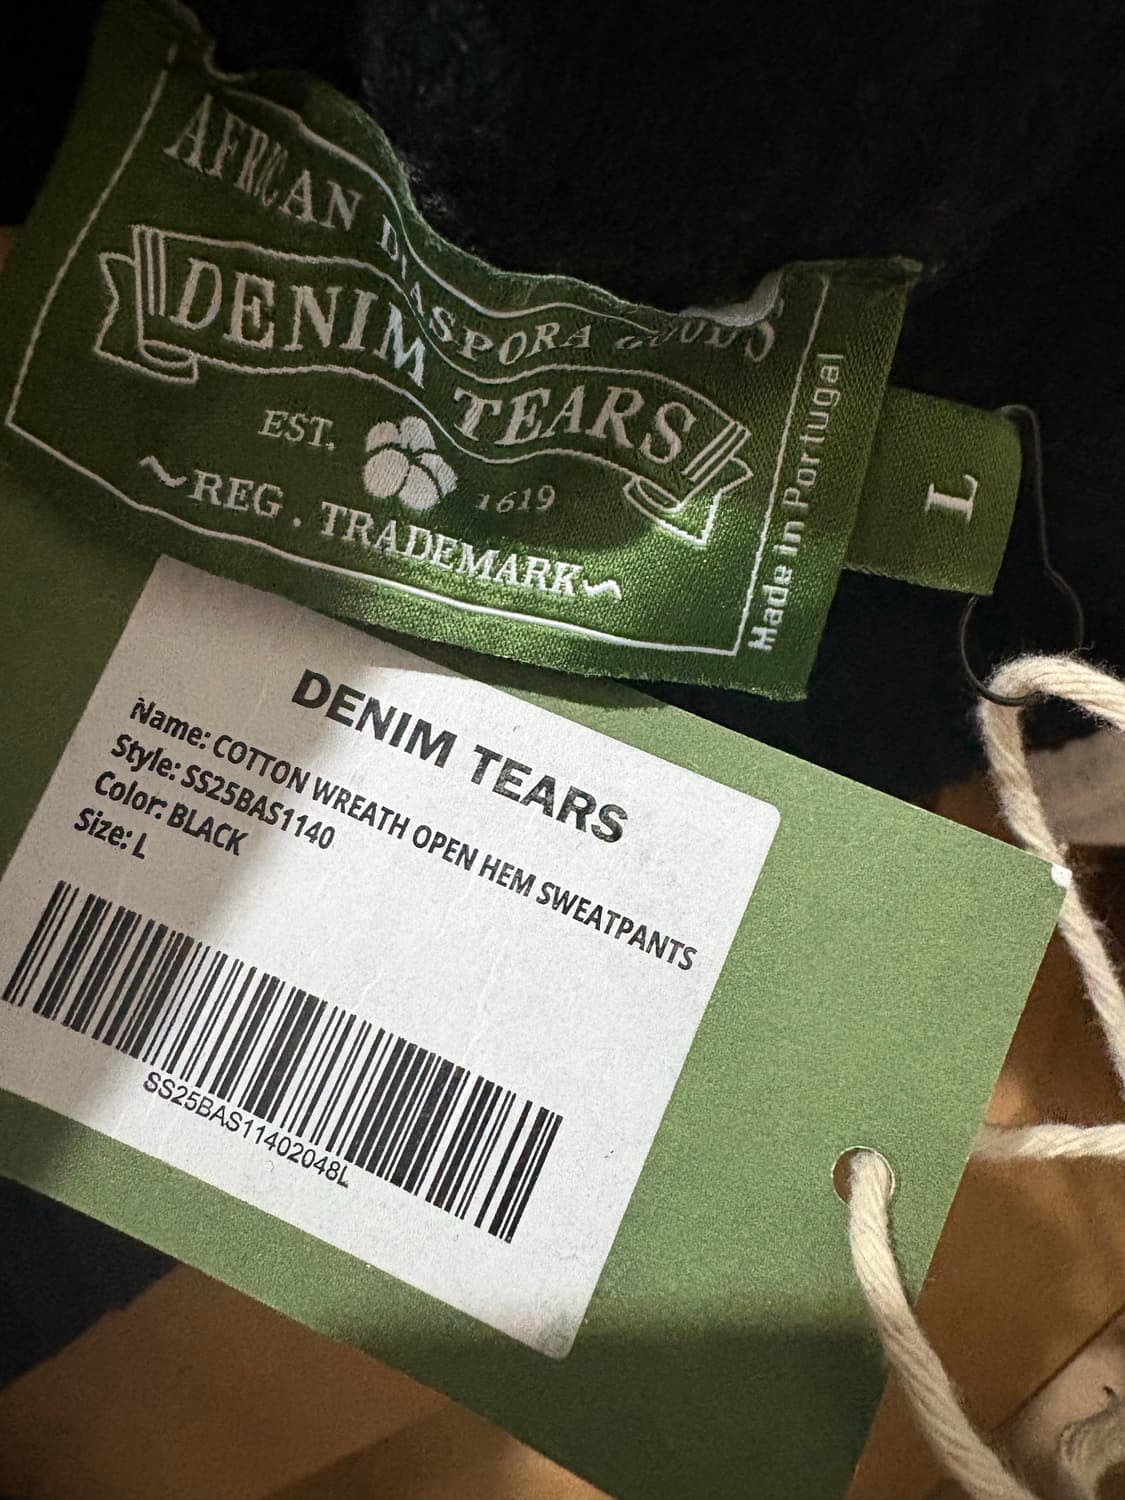 AFRICAN DIASPORA GOODS
DENIM TEARS
EST. 1619
~REG . TRADEMARK~
Made in Portugal
L
DENIM TEARS
Name: COTTON WREATH OPEN HEM SWEATPANTS
Style: SS25BAS1140
Color: BLACK
Size: L
SS25BAS11402048L